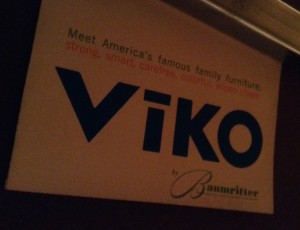 Meet America's famous family furniture,
strong, smart, carefree, colorful,
VIKO
by
Baumritter